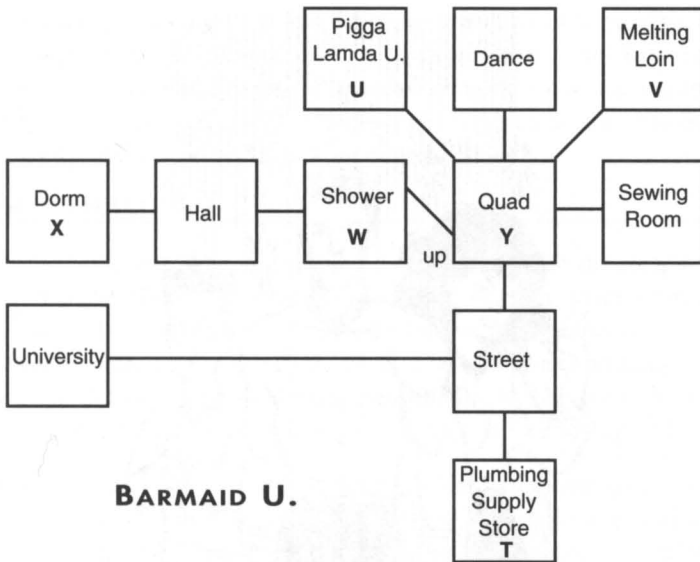 Pigga
Lamda U.
U
Dance
Melting
Loin
V
Dorm
X
Hall
Shower
W
up
Quad
Y
Sewing
Room
University
Street
BARMAID U.
Plumbing
Supply
Store
T